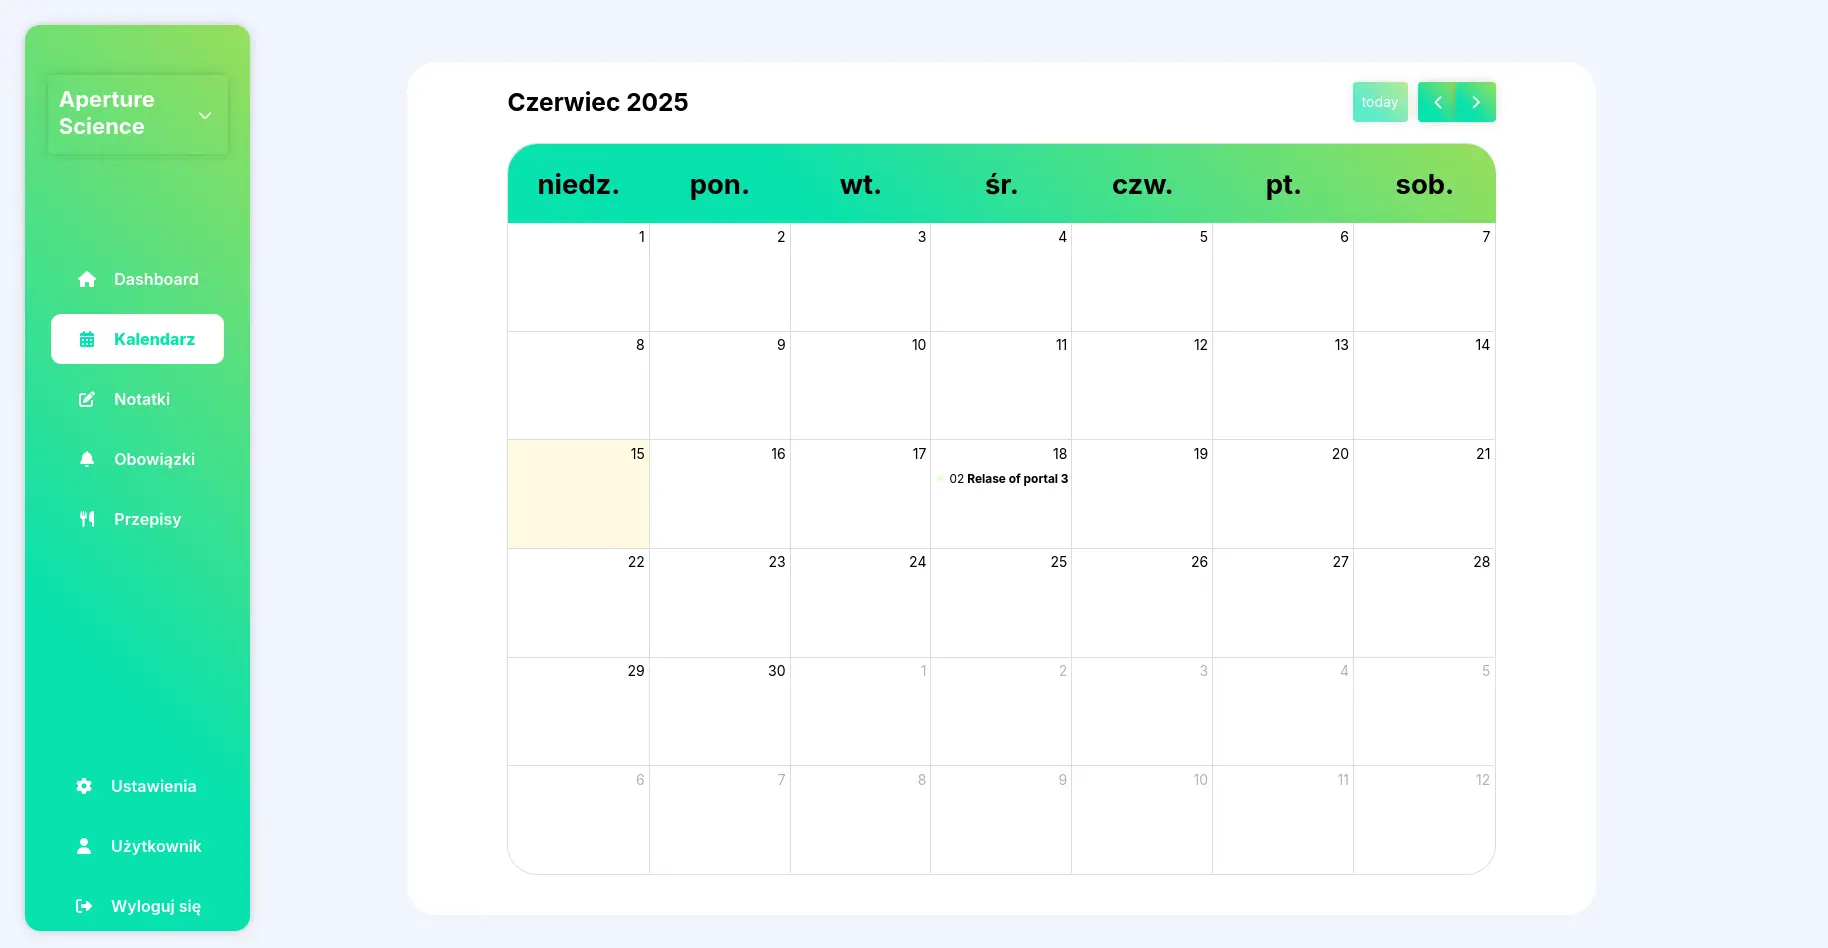 Aperture
Science
Dashboard
Kalendarz
Notatki
Obowiązki
Przepisy
Ustawienia
Użytkownik
Wyloguj się
Czerwiec 2025
today
niedz. pon. wt. śr. czw. pt. sob.
1 2 3 4 5 6 7
8 9 10 11 12 13 14
15 16 17 18 19 20 21
02 Relase of portal 3
22 23 24 25 26 27 28
29 30 1 2 3 4 5
6 7 8 9 10 11 12